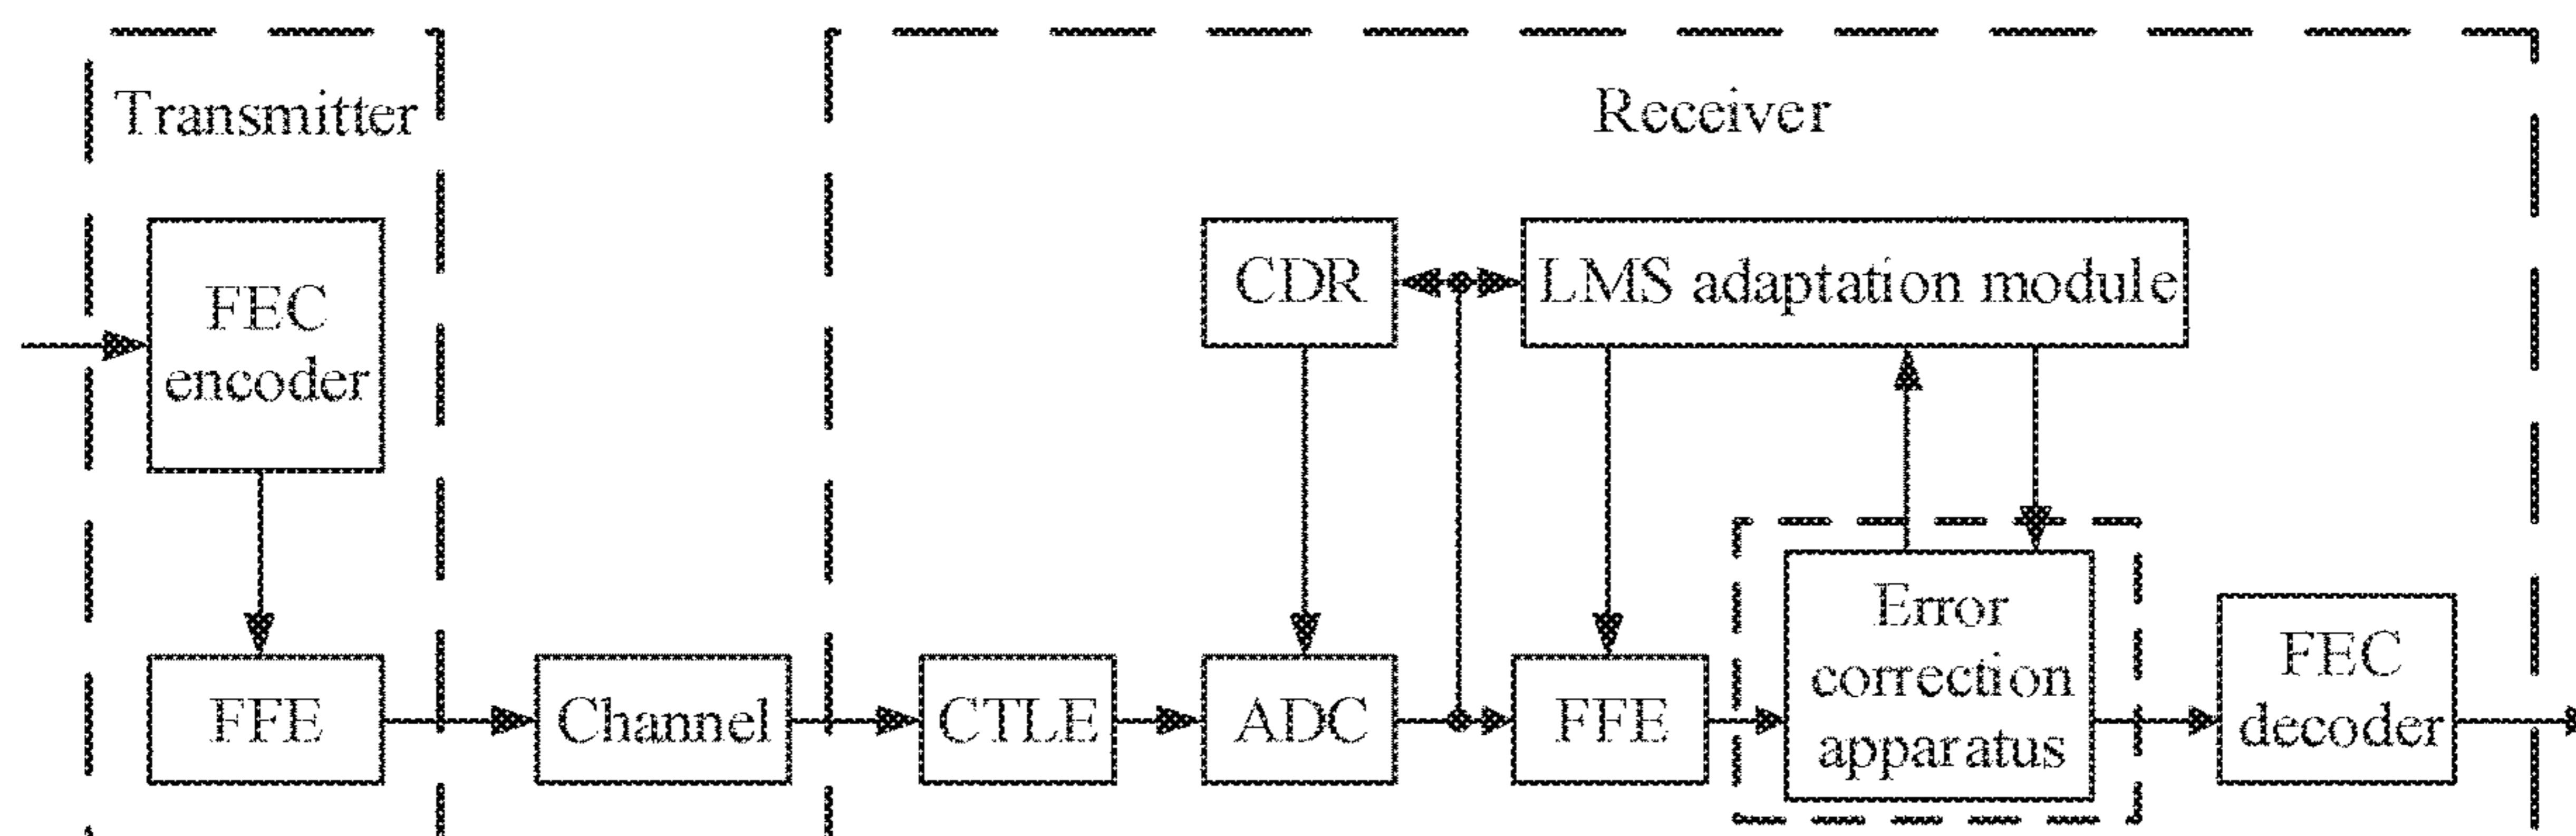 Transmitter
Receiver
FEC
encoder
CDR
LMS adaptation module
FFE
Channel
CTLE
ADC
FFE
Error
correction
apparatus
FEC
decoder